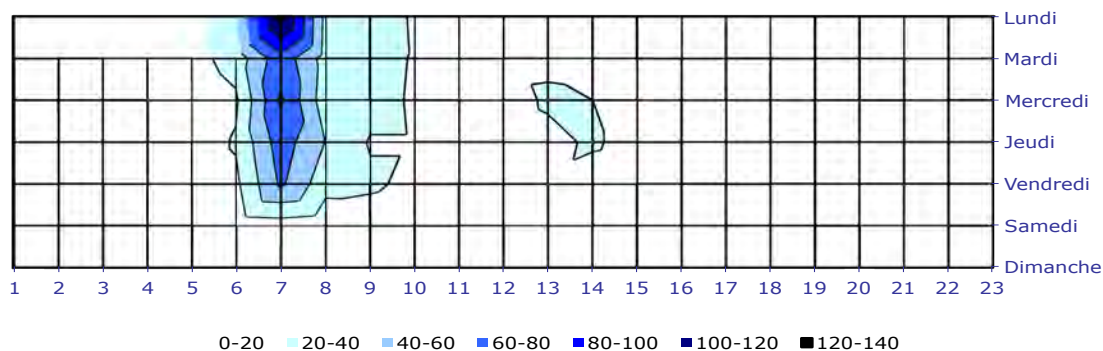 Lundi
Mardi
Mercredi
Jeudi
Vendredi
Samedi
Dimanche
1 2 3 4 5 6 7 8 9 10 11 12 13 14 15 16 17 18 19 20 21 22 23
0-20 20-40 40-60 60-80 80-100 100-120 120-140